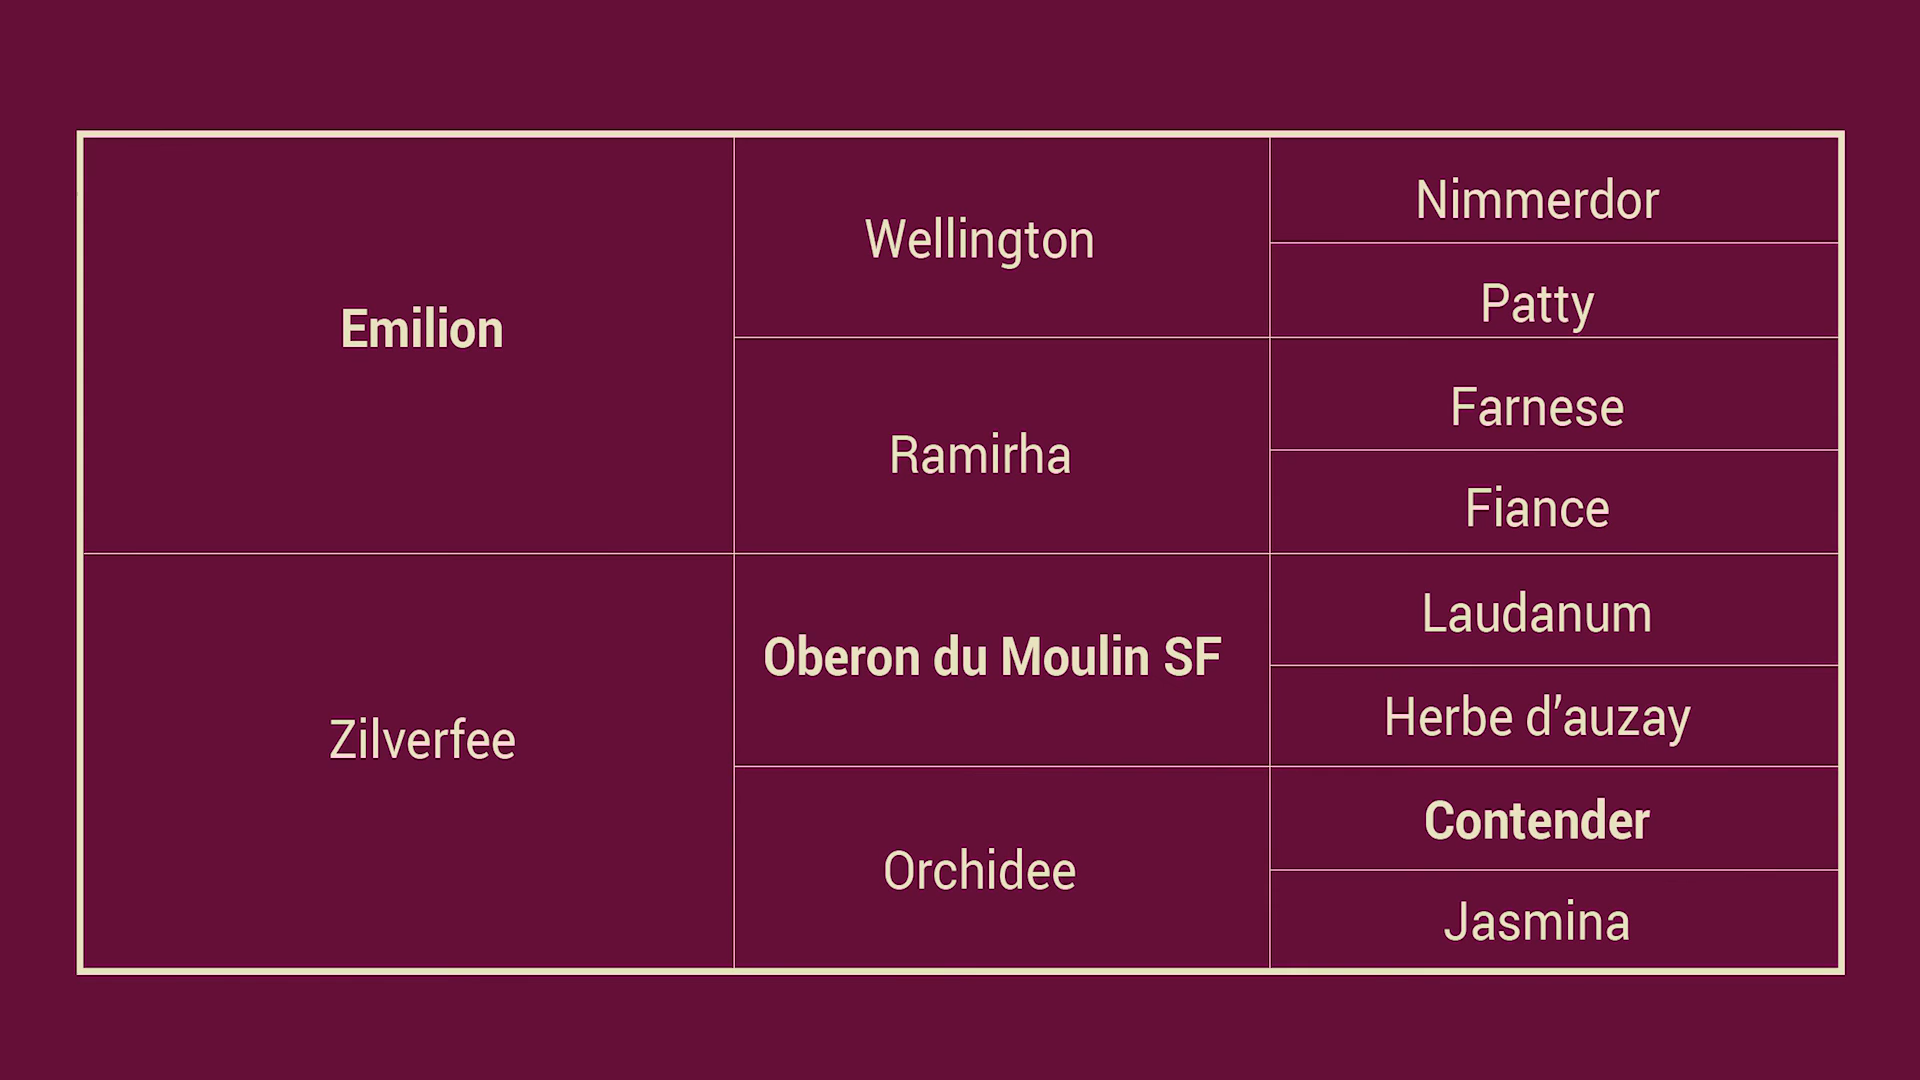 Emilion
Wellington
Nimmerdor
Patty
Ramirha
Farnese
Fiance
Zilverfee
Oberon du Moulin SF
Laudanum
Herbe d’auzay
Orchidee
Contender
Jasmina